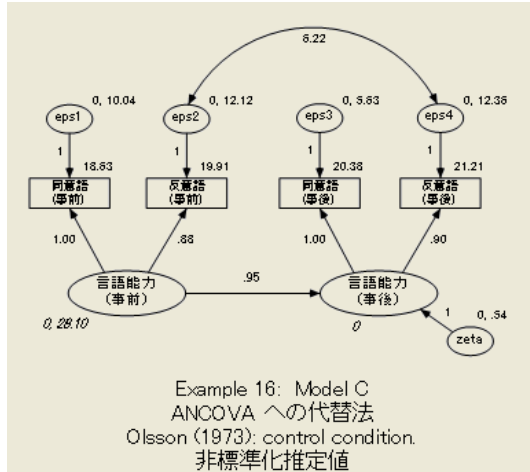 6.22
0, 10.04
0, 12.12
0, 5.63
0, 12.36
eps1
eps2
eps3
eps4
1
1
1
1
18.63
19.91
20.38
21.21
同意語
(事前)
反意語
(事前)
同意語
(事後)
反意語
(事後)
1.00
.88
1.00
.90
言語能力
(事前)
.95
言語能力
(事後)
0, 28.10
0
1
0, .54
zeta
Example 16: Model C
ANCOVA への代替法
Olsson (1973): control condition.
非標準化推定値